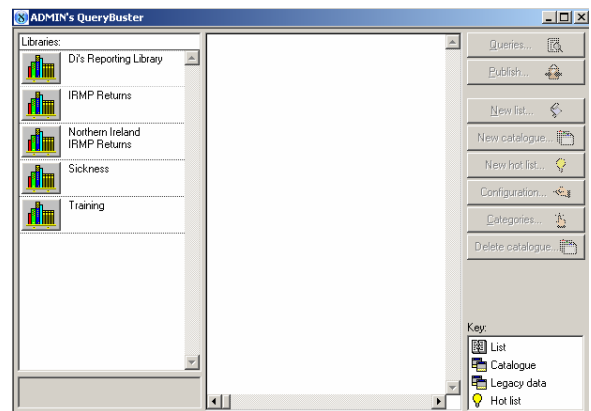 ADMIN's QueryBuster
Libraries:
Di's Reporting Library
IRMP Returns
Northern Ireland
IRMP Returns
Sickness
Training
Queries...
Publish...
New list...
New catalogue...
New hot list...
Configuration...
Categories...
Delete catalogue...
Key:
List
Catalogue
Legacy data
Hot list